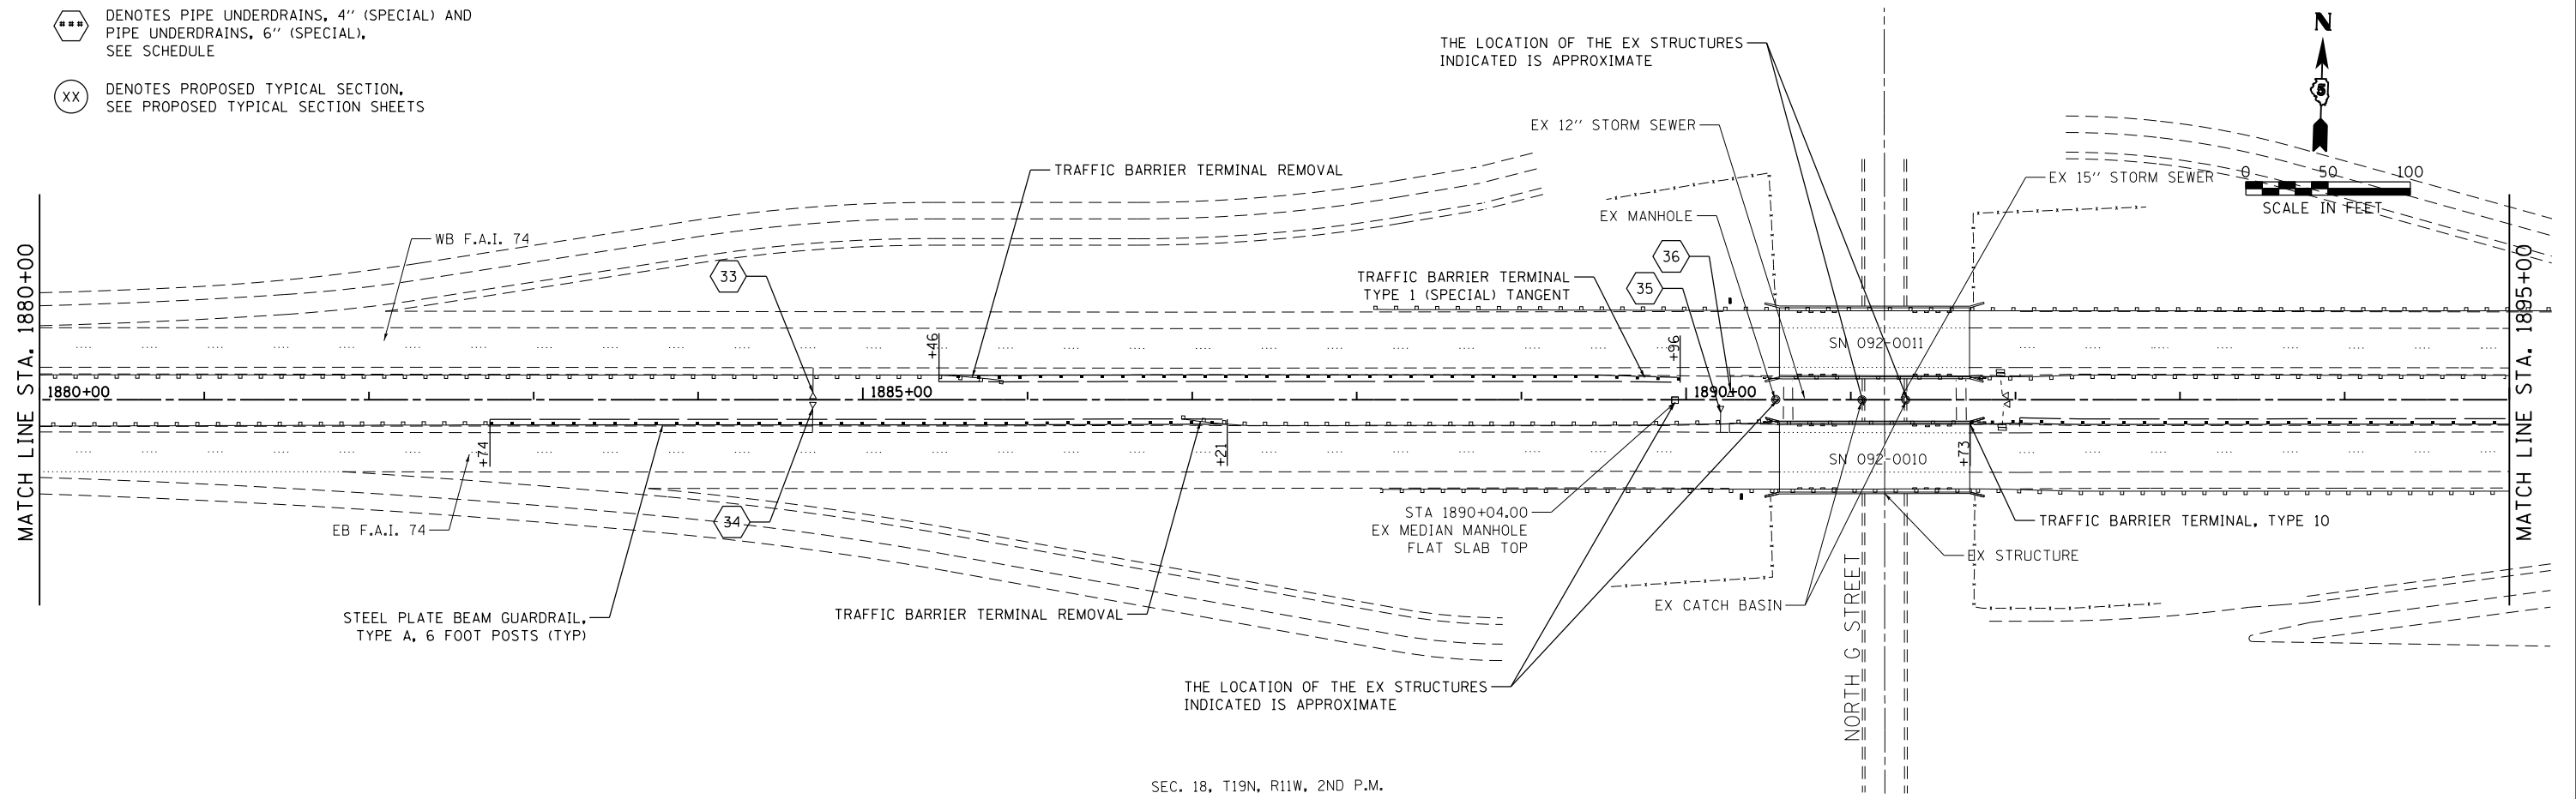 ###
DENOTES PIPE UNDERDRAINS, 4" (SPECIAL) AND
PIPE UNDERDRAINS, 6" (SPECIAL),
SEE SCHEDULE
XX
DENOTES PROPOSED TYPICAL SECTION,
SEE PROPOSED TYPICAL SECTION SHEETS
THE LOCATION OF THE EX STRUCTURES
INDICATED IS APPROXIMATE
N
5
0 50 100
SCALE IN FEET
EX 12" STORM SEWER
TRAFFIC BARRIER TERMINAL REMOVAL
EX 15" STORM SEWER
EX MANHOLE
WB F.A.I. 74
33
36
35
TRAFFIC BARRIER TERMINAL
TYPE 1 (SPECIAL) TANGENT
MATCH LINE STA. 1880+00
MATCH LINE STA. 1895+00
+46
+96
SN 092-0011
1880+00
1885+00
1890+00
+74
+21
+73
SN 092-0010
EB F.A.I. 74
34
STA 1890+04.00
EX MEDIAN MANHOLE
FLAT SLAB TOP
TRAFFIC BARRIER TERMINAL, TYPE 10
EX STRUCTURE
STEEL PLATE BEAM GUARDRAIL,
TYPE A, 6 FOOT POSTS (TYP)
TRAFFIC BARRIER TERMINAL REMOVAL
EX CATCH BASIN
NORTH G STREET
THE LOCATION OF THE EX STRUCTURES
INDICATED IS APPROXIMATE
SEC. 18, T19N, R11W, 2ND P.M.